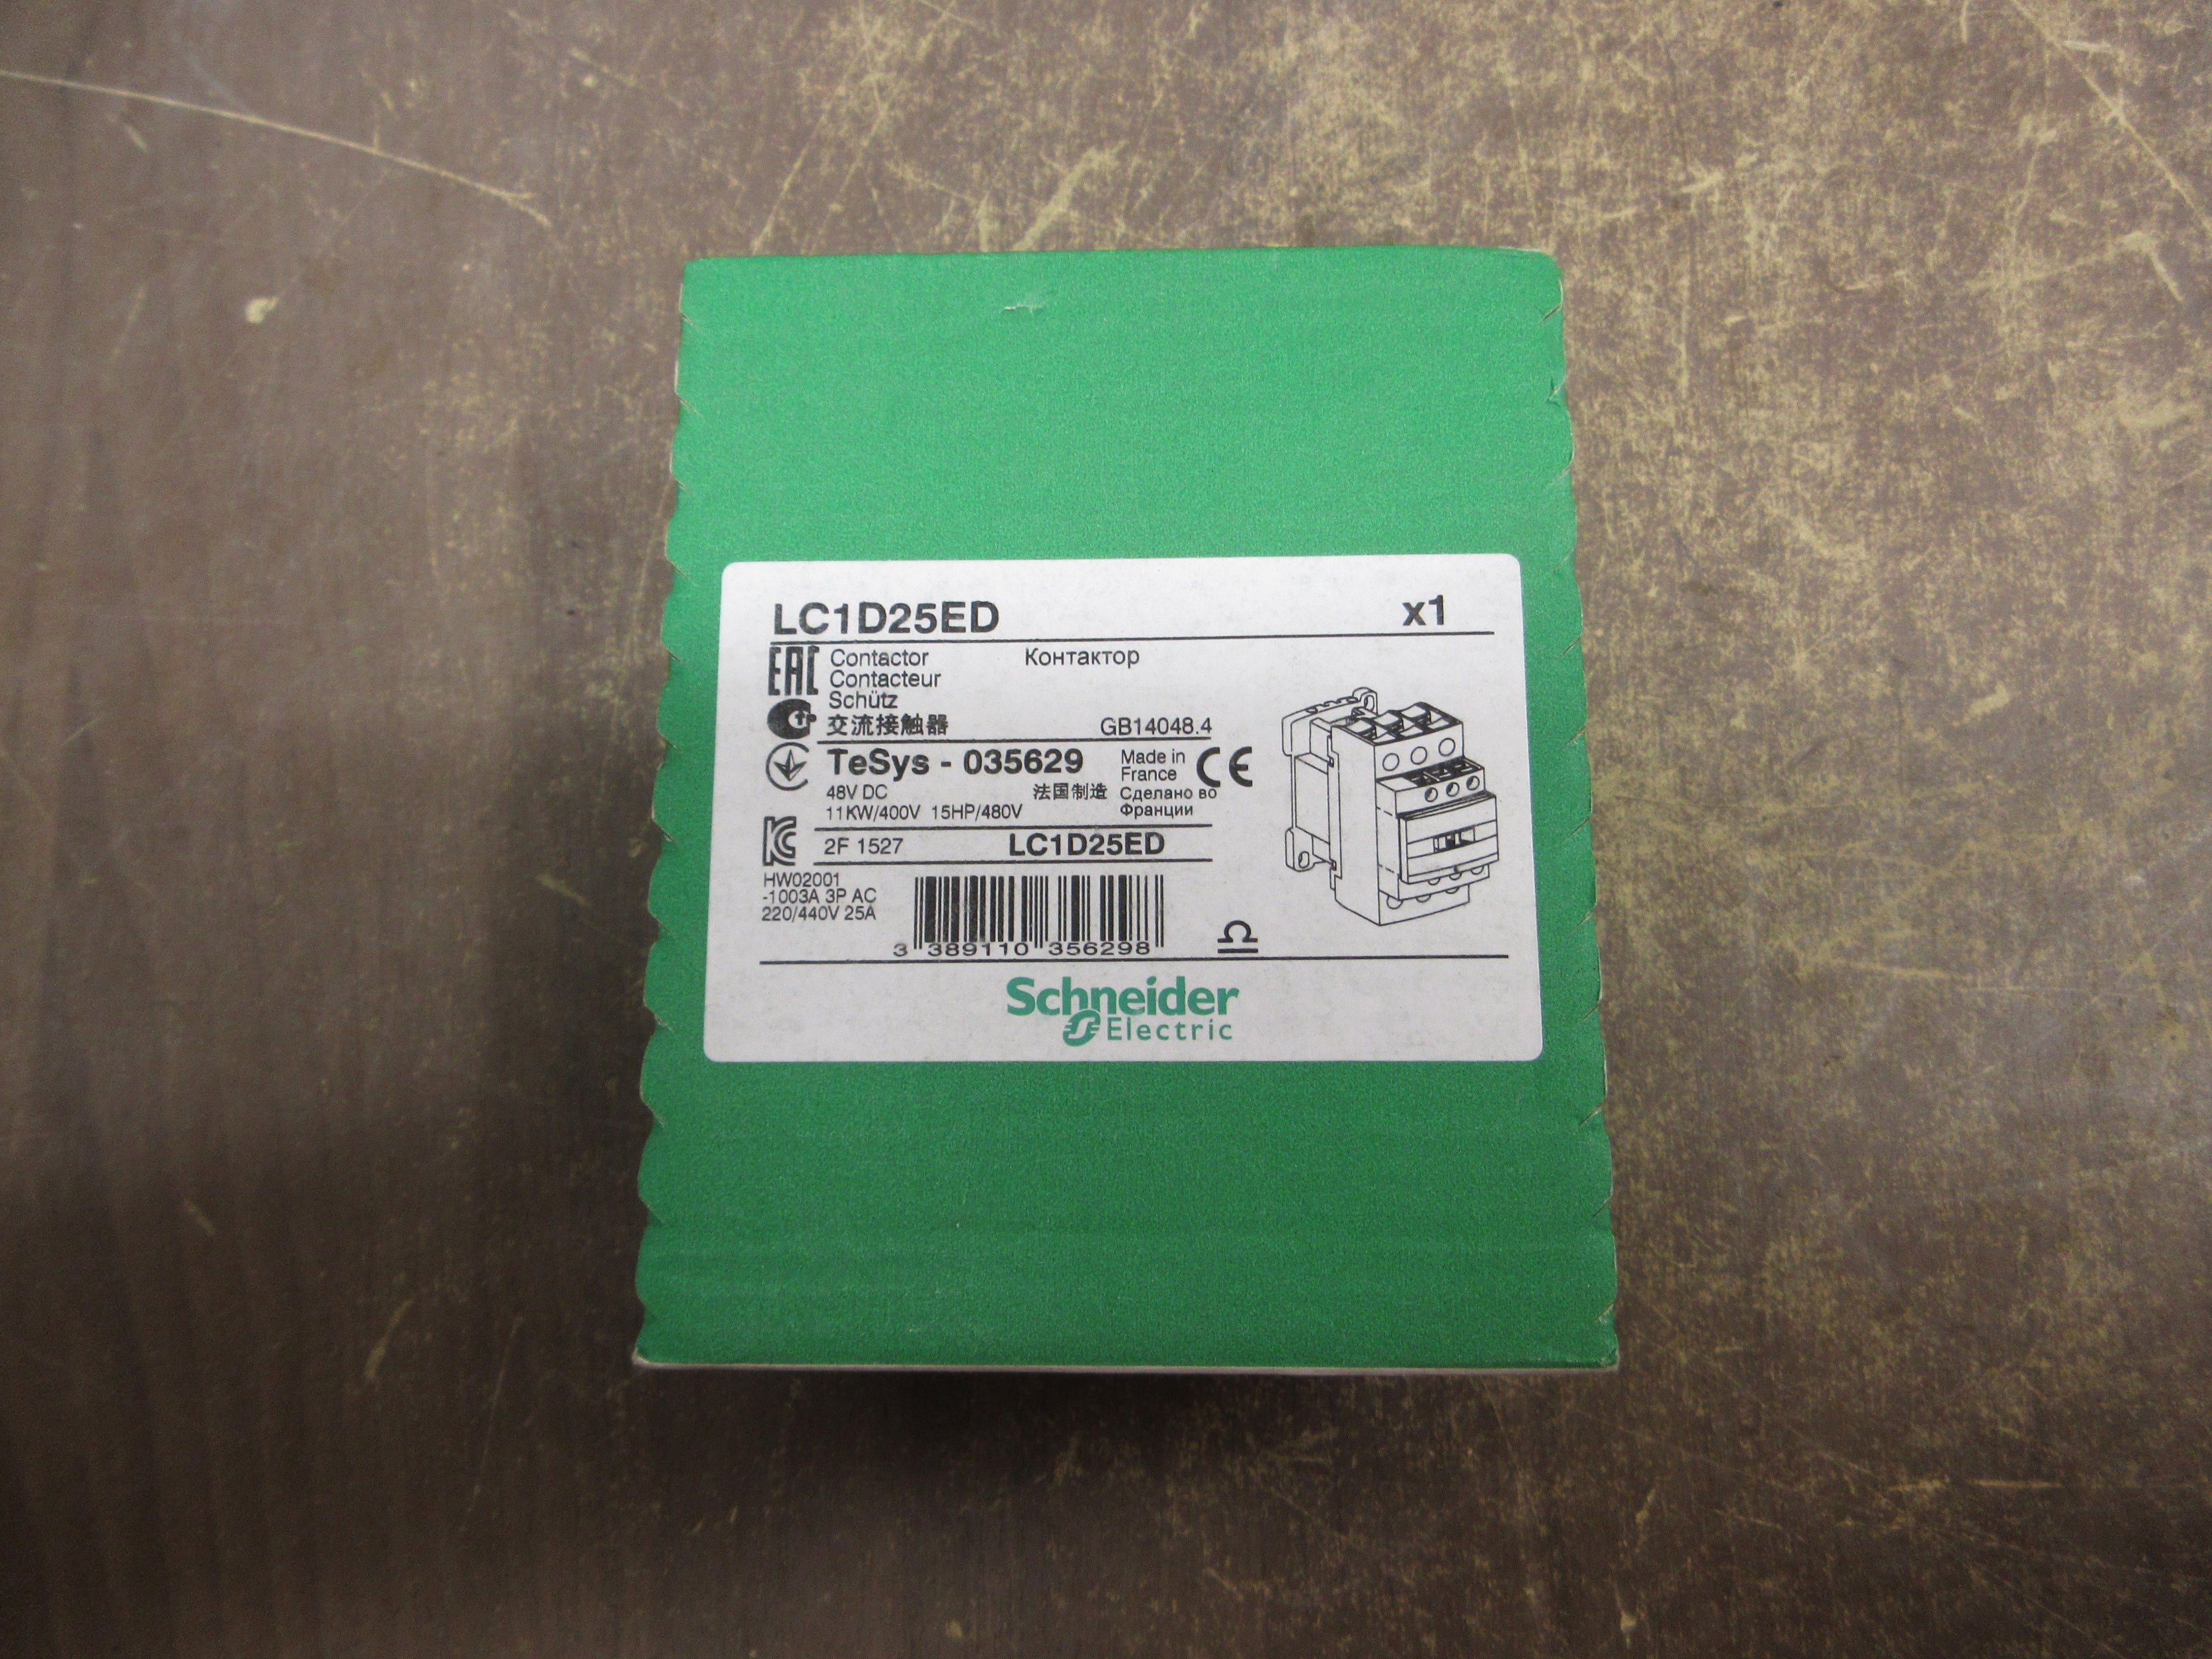 LC1D25ED x1
EAC Contactor Контактор
Contacteur
Schütz
交流接触器 GB14048.4
TeSys - 035629 Made in France CE
48V DC 法国制造 Сделано во Франции
11KW/400V 15HP/480V
2F 1527 LC1D25ED
HW02001
-1003A 3P AC
220/440V 25A
3 389110 356298
Schneider
Electric